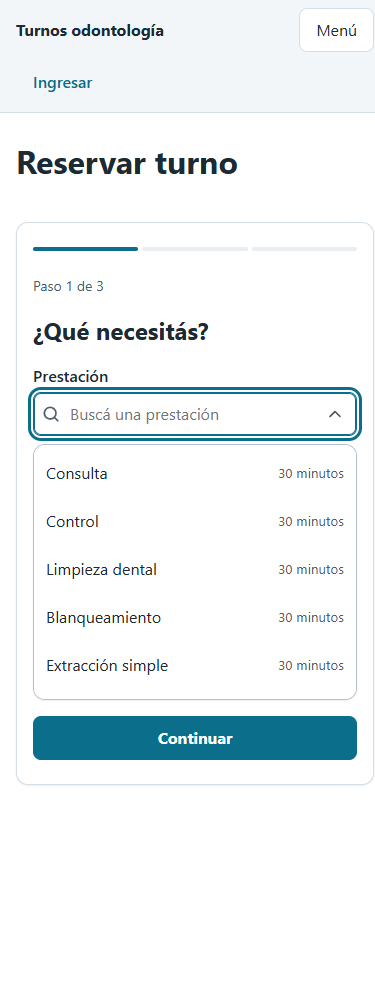 Turnos odontología
Menú
Ingresar
Reservar turno
Paso 1 de 3
¿Qué necesitás?
Prestación
Buscá una prestación
Consulta 30 minutos
Control 30 minutos
Limpieza dental 30 minutos
Blanqueamiento 30 minutos
Extracción simple 30 minutos
Continuar